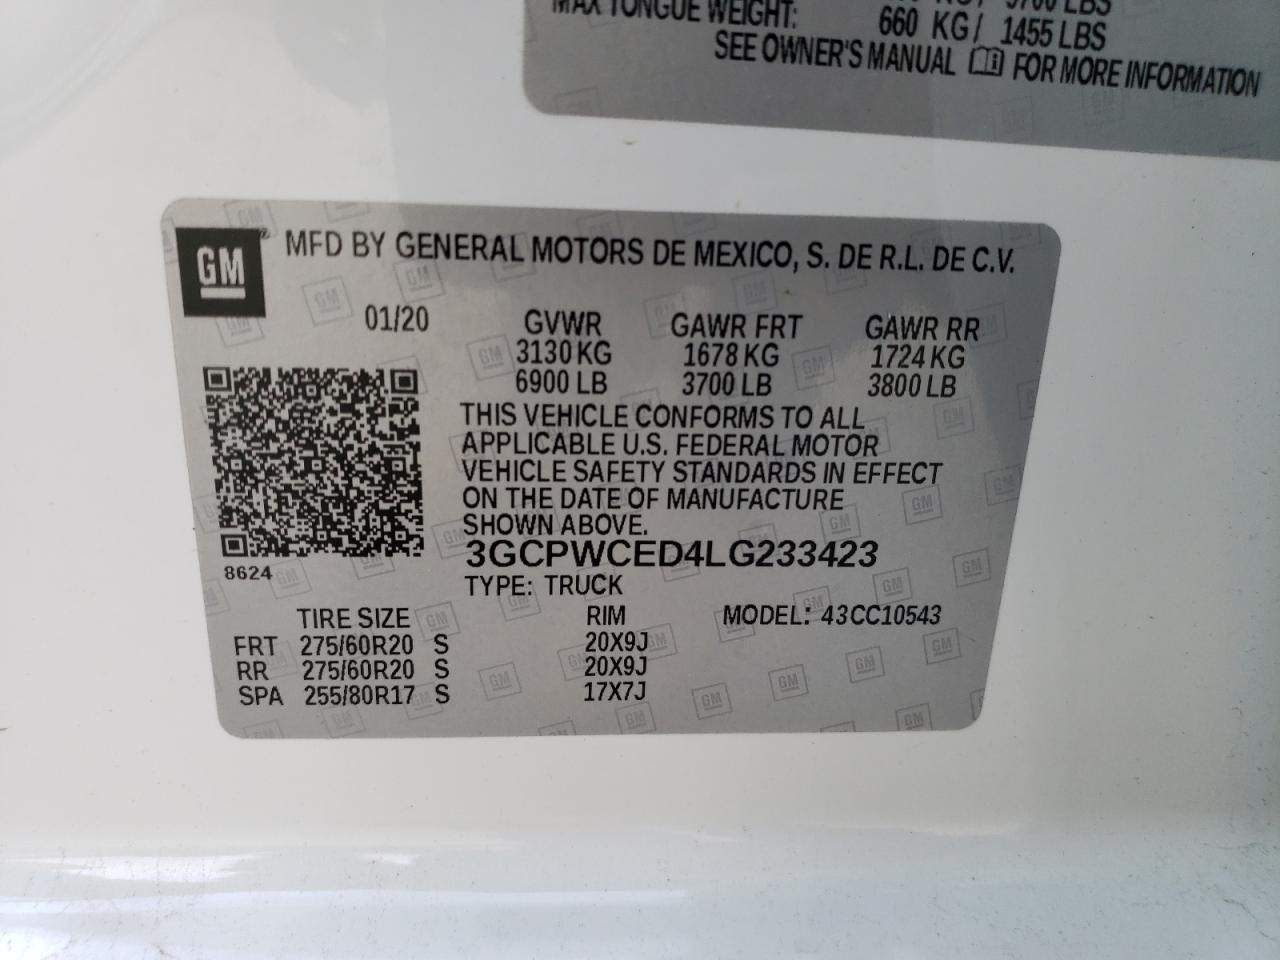 MAX TONGUE WEIGHT: 660 KG / 1455 LBS
SEE OWNER'S MANUAL FOR MORE INFORMATION
GM ® MFD BY GENERAL MOTORS DE MEXICO, S. DE R.L. DE C.V.
01/20 GVWR GAWR FRT GAWR RR
3130 KG 1678 KG 1724 KG
6900 LB 3700 LB 3800 LB
THIS VEHICLE CONFORMS TO ALL
APPLICABLE U.S. FEDERAL MOTOR
VEHICLE SAFETY STANDARDS IN EFFECT
ON THE DATE OF MANUFACTURE
SHOWN ABOVE.
3GCPWCED4LG233423
8624
TYPE: TRUCK
TIRE SIZE RIM MODEL: 43CC10543
FRT 275/60R20 S 20X9J
RR 275/60R20 S 20X9J
SPA 255/80R17 S 17X7J